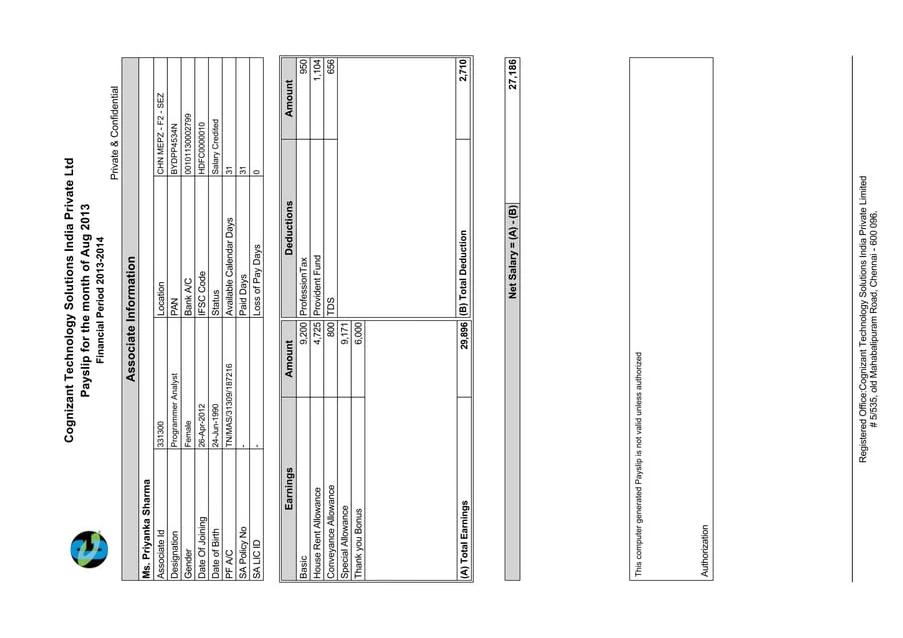 Cognizant Technology Solutions India Private Ltd
Payslip for the month of Aug 2013
Financial Period 2013-2014
Private & Confidential
Associate Information
Ms. Priyanka Sharma
Associate Id 331300 Location CHN MEPZ - F2 - SEZ
Designation Programmer Analyst PAN BYDPP4534N
Gender Female Bank A/C 00101130002799
Date Of Joining 26-Apr-2012 IFSC Code HDFC0000010
Date of Birth 24-Jun-1990 Status Salary Credited
PF A/C TN/MAS/31309/187216 Available Calendar Days 31
SA Policy No - Paid Days 31
SA LIC ID - Loss of Pay Days 0
Earnings Amount Deductions Amount
Basic 9,200 ProfessionTax 950
House Rent Allowance 4,725 Provident Fund 1,104
Conveyance Allowance 800 TDS 656
Special Allowance 9,171
Thank you Bonus 6,000
(A) Total Earnings 29,896 (B) Total Deduction 2,710
Net Salary = (A) - (B) 27,186
This computer generated Payslip is not valid unless authorized
Authorization
Registered Office:Cognizant Technology Solutions India Private Limited
# 5/535, old Mahabalipuram Road, Chennai - 600 096.